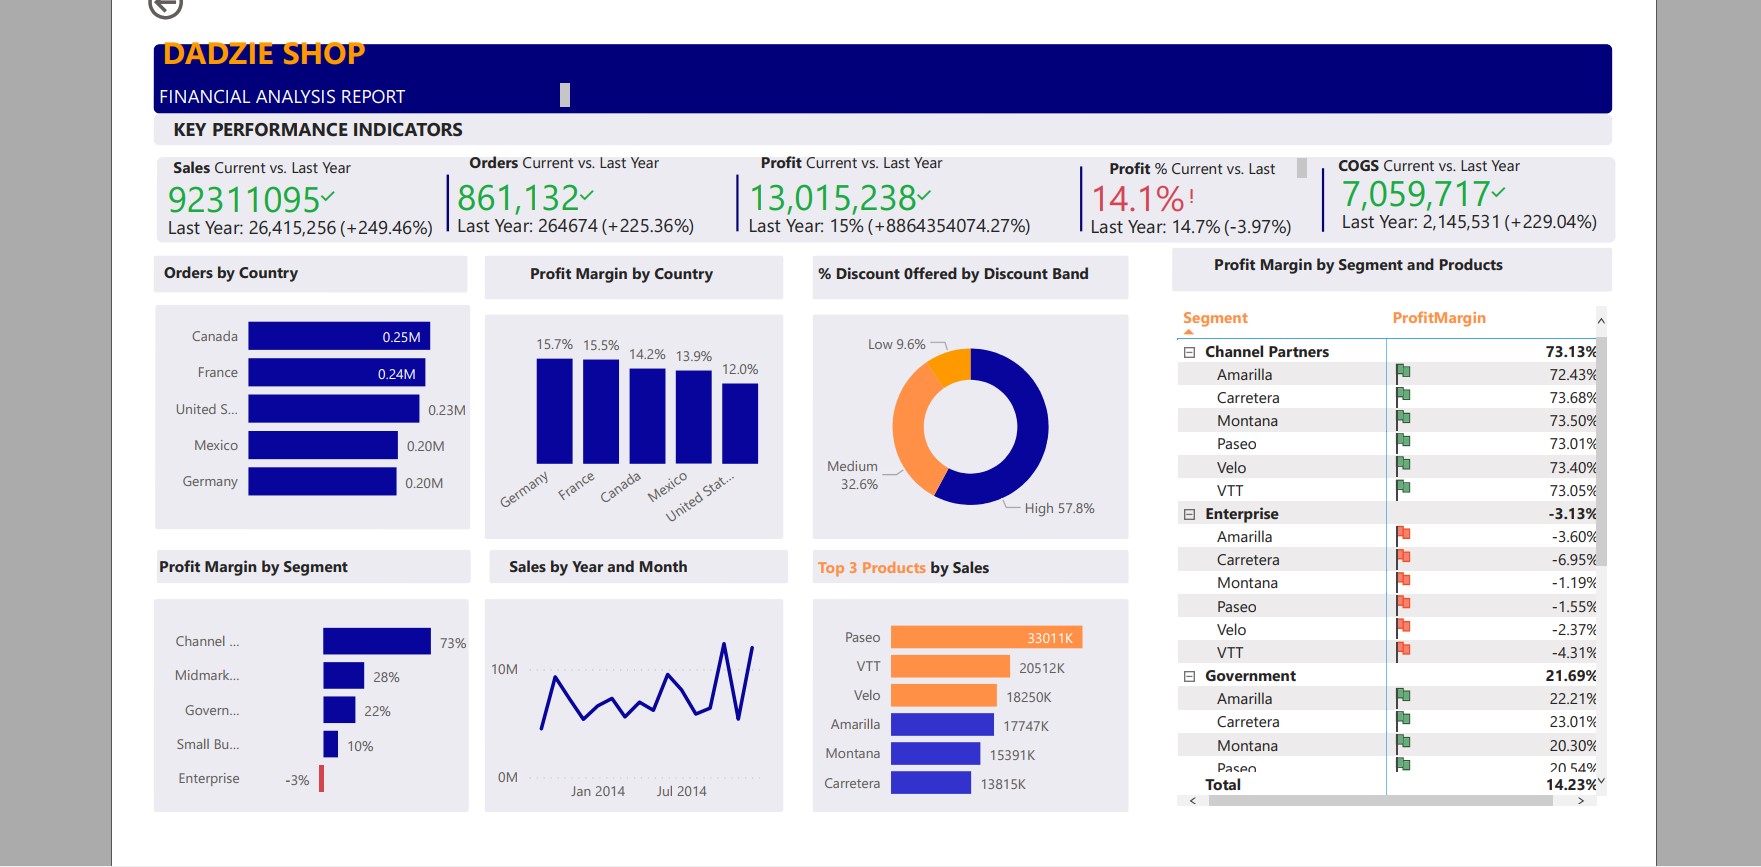 DADZIE SHOP
FINANCIAL ANALYSIS REPORT
KEY PERFORMANCE INDICATORS
Sales Current vs. Last Year
92311095
Last Year: 26,415,256 (+249.46%)
Orders Current vs. Last Year
861,132
Last Year: 264674 (+225.36%)
Profit Current vs. Last Year
13,015,238
Last Year: 15% (+8864354074.27%)
Profit % Current vs. Last
14.1% !
Last Year: 14.7% (-3.97%)
COGS Current vs. Last Year
7,059,717
Last Year: 2,145,531 (+229.04%)
Orders by Country
Canada 0.25M
France 0.24M
United S... 0.23M
Mexico 0.20M
Germany 0.20M
Profit Margin by Country
15.7% 15.5% 14.2% 13.9% 12.0%
Germany France Canada Mexico United Stat...
% Discount 0ffered by Discount Band
Low 9.6%
Medium
32.6%
High 57.8%
Profit Margin by Segment and Products
Segment ProfitMargin
Channel Partners 73.13%
Amarilla 72.43%
Carretera 73.68%
Montana 73.50%
Paseo 73.01%
Velo 73.40%
VTT 73.05%
Enterprise -3.13%
Amarilla -3.60%
Carretera -6.95%
Montana -1.19%
Paseo -1.55%
Velo -2.37%
VTT -4.31%
Government 21.69%
Amarilla 22.21%
Carretera 23.01%
Montana 20.30%
Paseo 20.54%
Total 14.23%
Profit Margin by Segment
Channel ... 73%
Midmark... 28%
Govern... 22%
Small Bu... 10%
Enterprise -3%
Sales by Year and Month
10M
0M
Jan 2014 Jul 2014
Top 3 Products by Sales
Paseo 33011K
VTT 20512K
Velo 18250K
Amarilla 17747K
Montana 15391K
Carretera 13815K